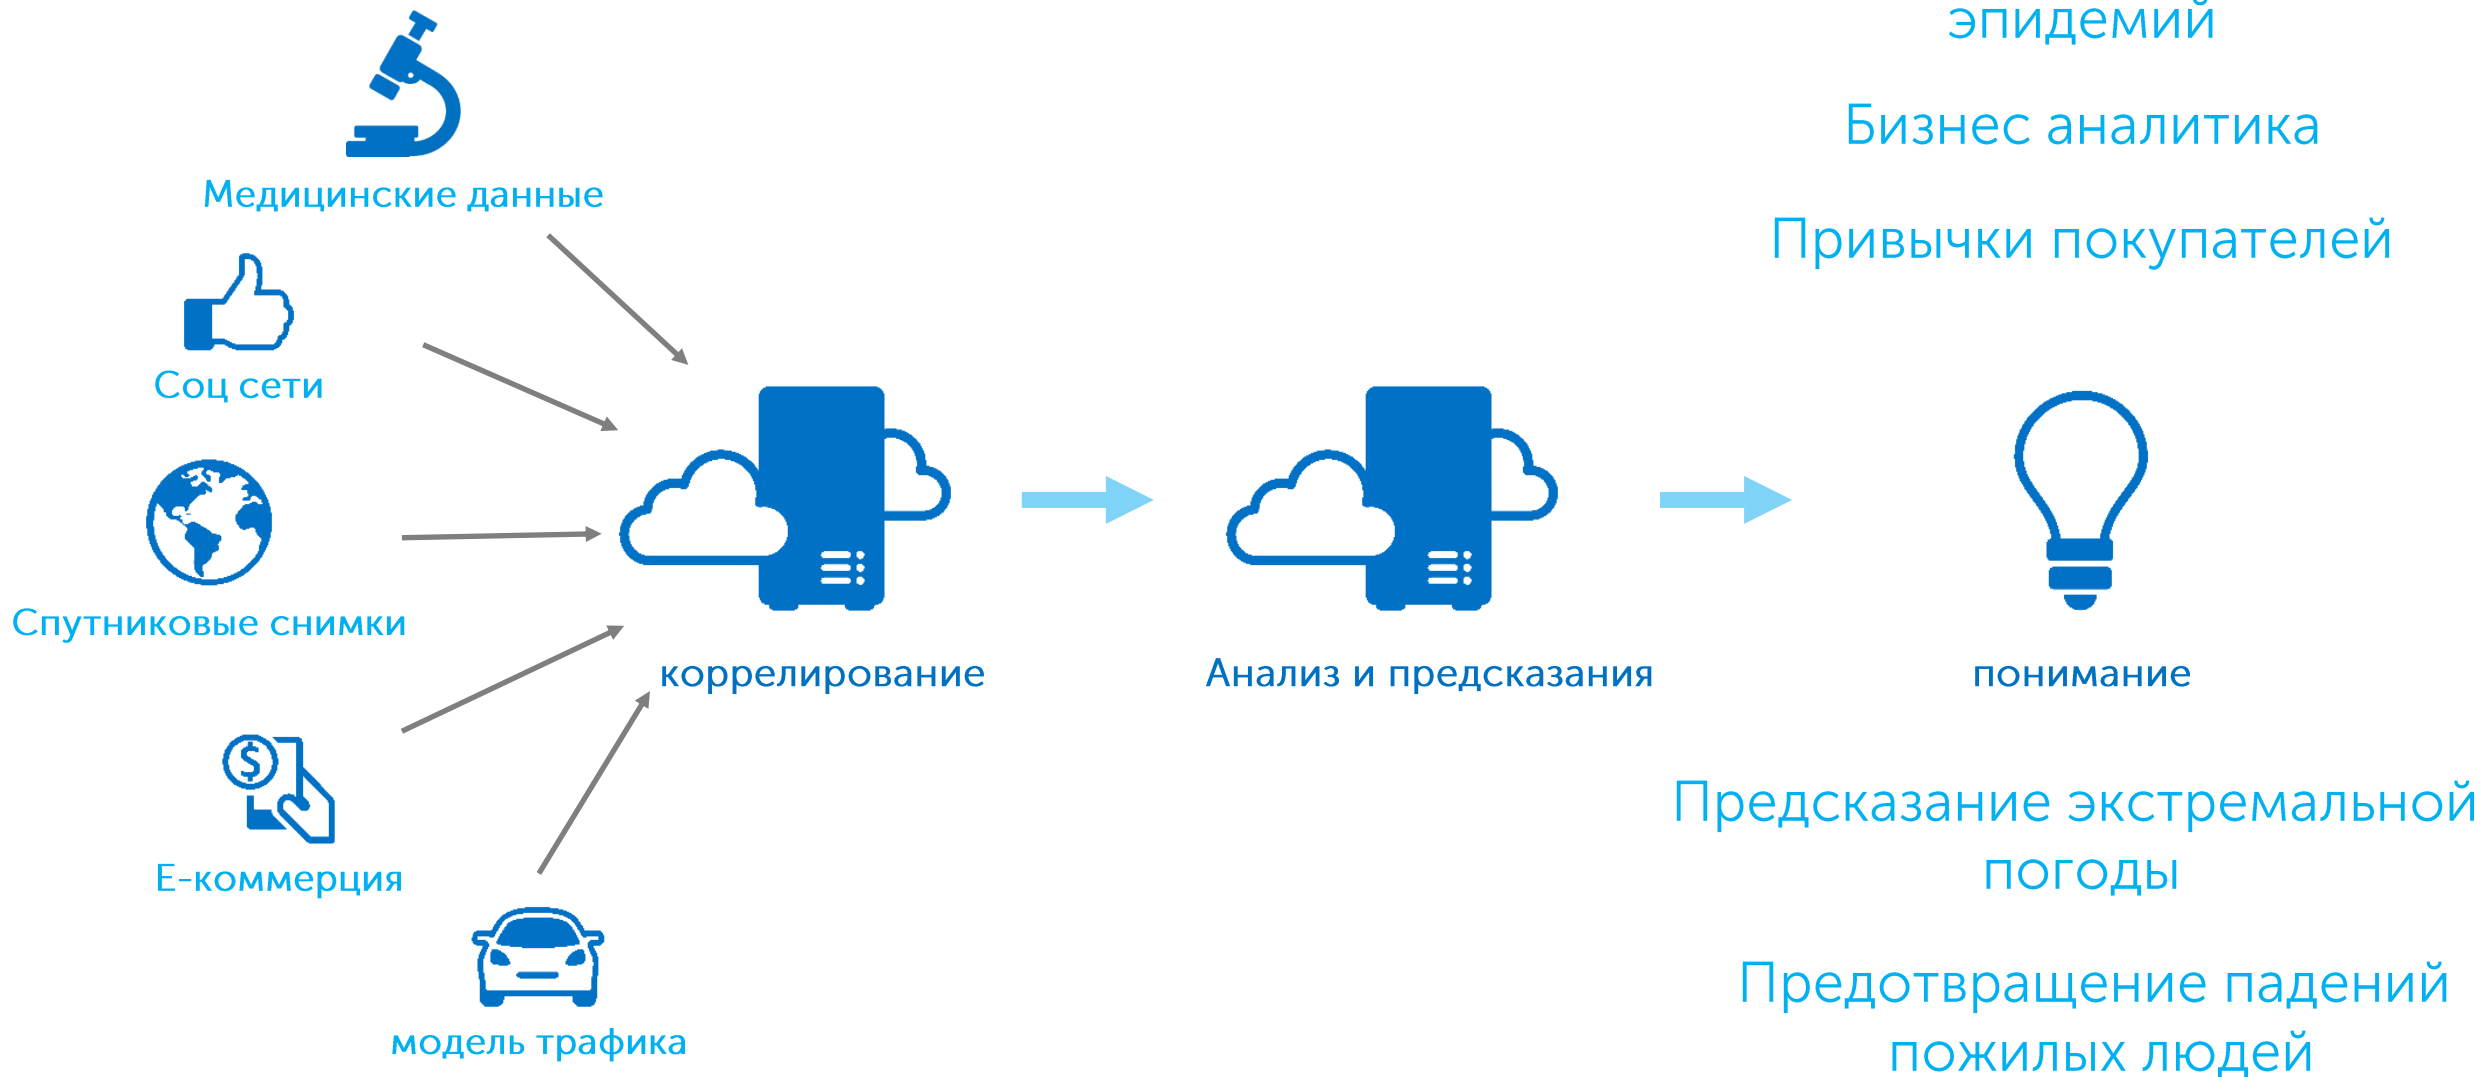 эпидемий
Бизнес аналитика
Привычки покупателей
Медицинские данные
Соц сети
Спутниковые снимки
Е-коммерция
модель трафика
коррелирование
Анализ и предсказания
понимание
Предсказание экстремальной
погоды
Предотвращение падений
пожилых людей
$